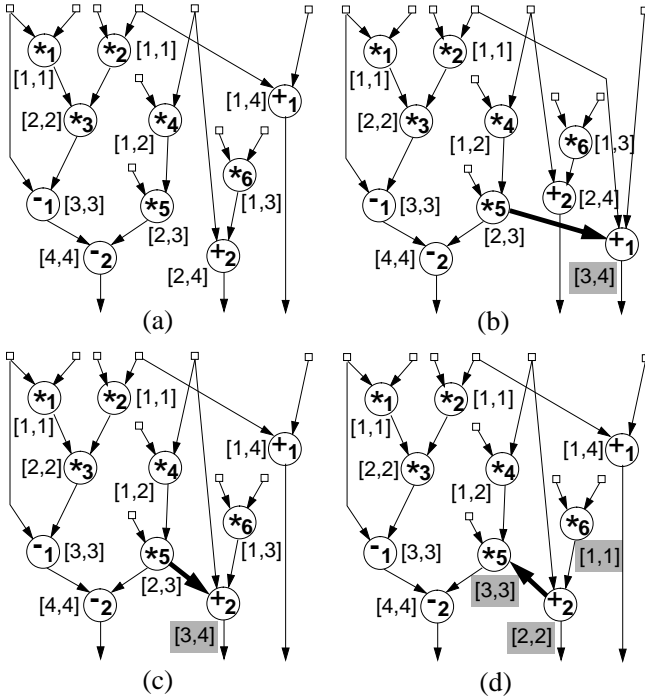 *1 *2 [1,1]
[1,1] [1,4] +1
[2,2] *3 *4
[1,2]
*6
-1 [3,3] *5 [1,3]
[2,3]
[4,4] -2 +2
[2,4]
(a)
*1 *2 [1,1]
[1,1]
[2,2] *3 *4
[1,2] *6 [1,3]
-1 [3,3] *5 +2 [2,4]
[2,3]
[4,4] -2 +1
[3,4]
(b)
*1 *2 [1,1]
[1,1] [1,4] +1
[2,2] *3 *4
[1,2]
*6
-1 [3,3] *5 [1,3]
[2,3]
[4,4] -2 +2
[3,4]
(c)
*1 *2 [1,1]
[1,1] [1,4] +1
[2,2] *3 *4
[1,2]
*6
-1 [3,3] *5 [1,1]
[3,3]
[4,4] -2 +2
[2,2]
(d)